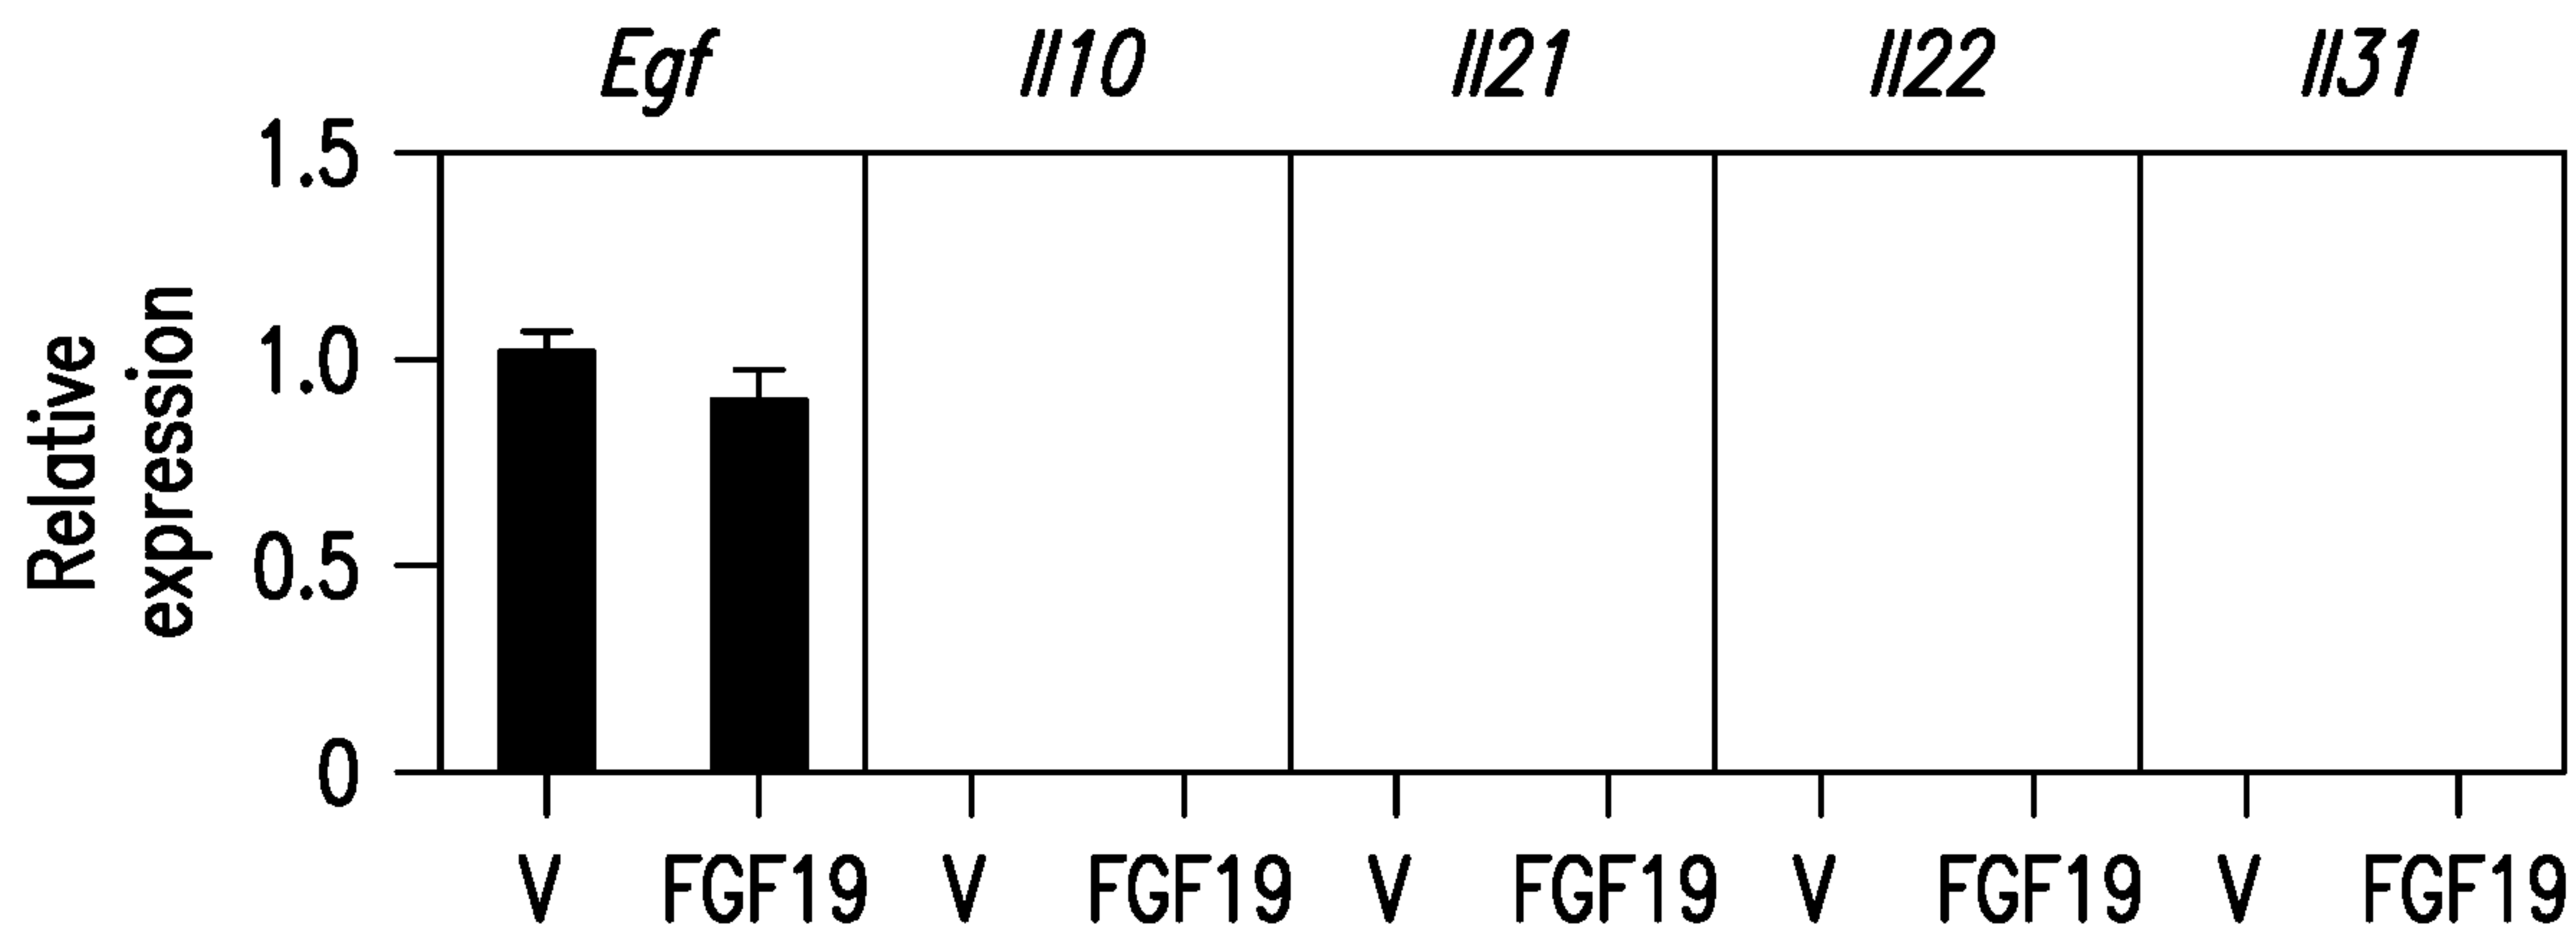 Egf Il10 Il21 Il22 Il31
Relative
expression
1.5
1.0
0.5
0
V FGF19 V FGF19 V FGF19 V FGF19 V FGF19